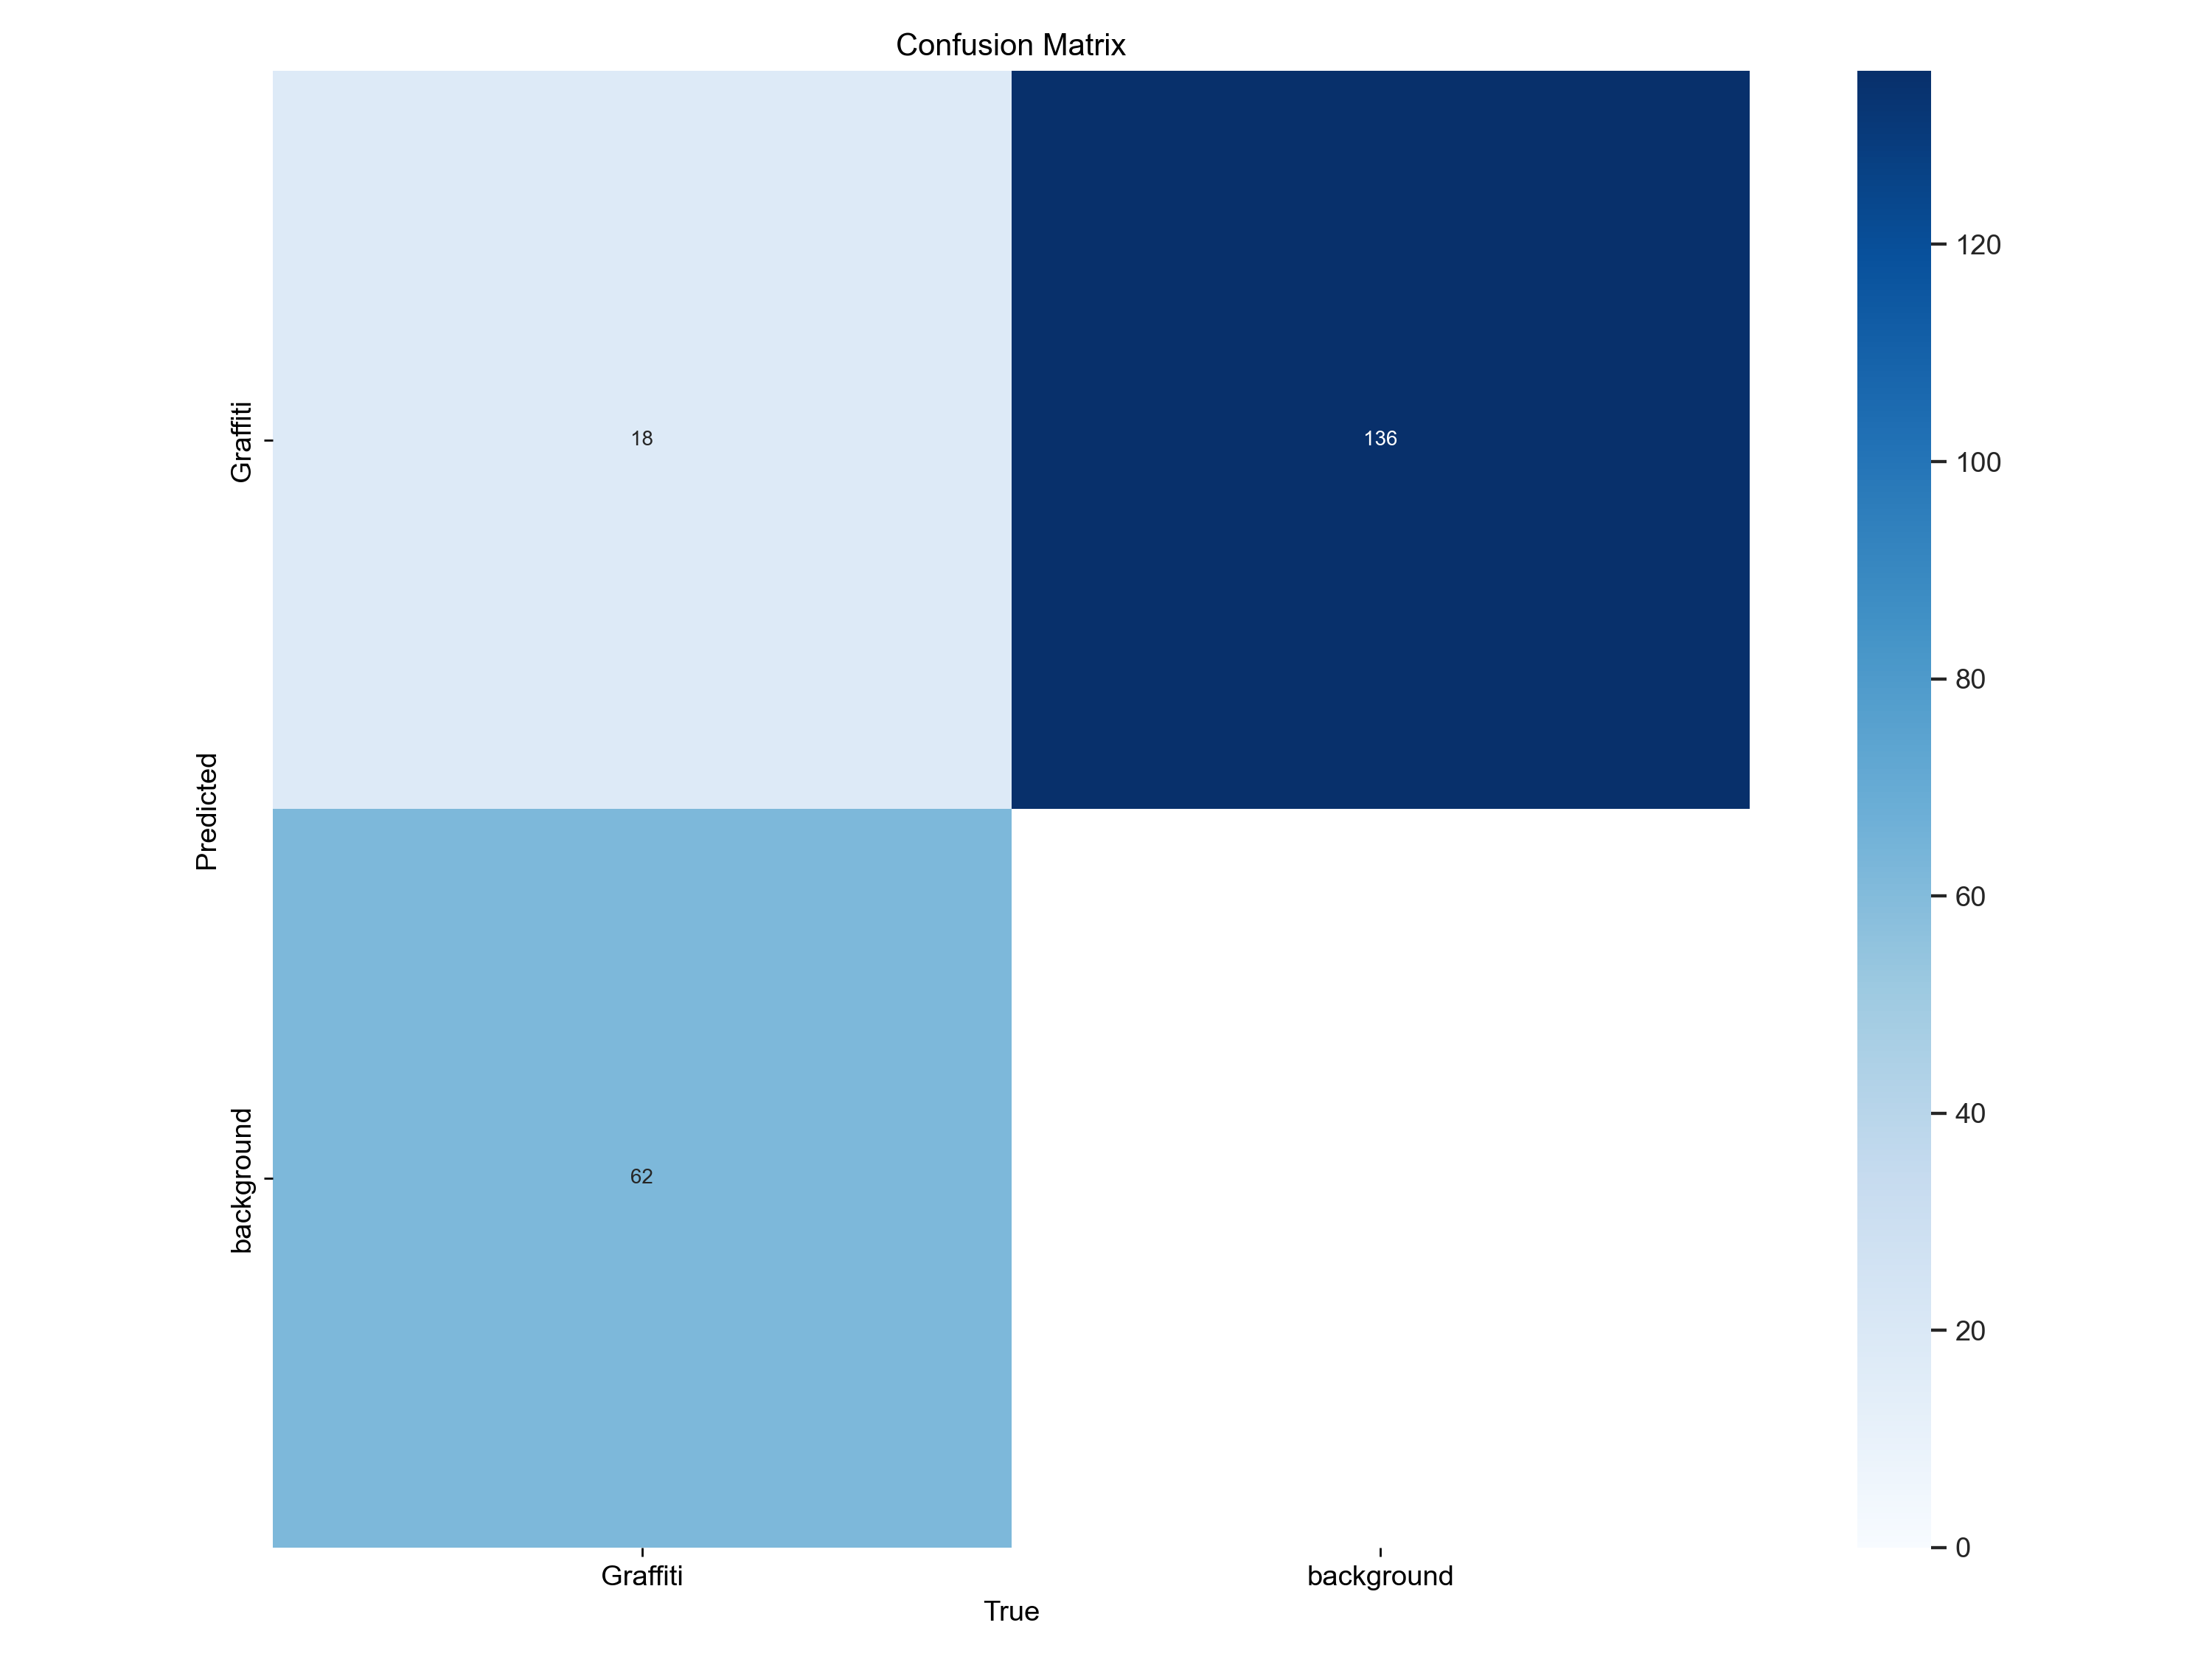 Confusion Matrix
Graffiti
18
136
Predicted
background
62
Graffiti
background
True
120
100
80
60
40
20
0